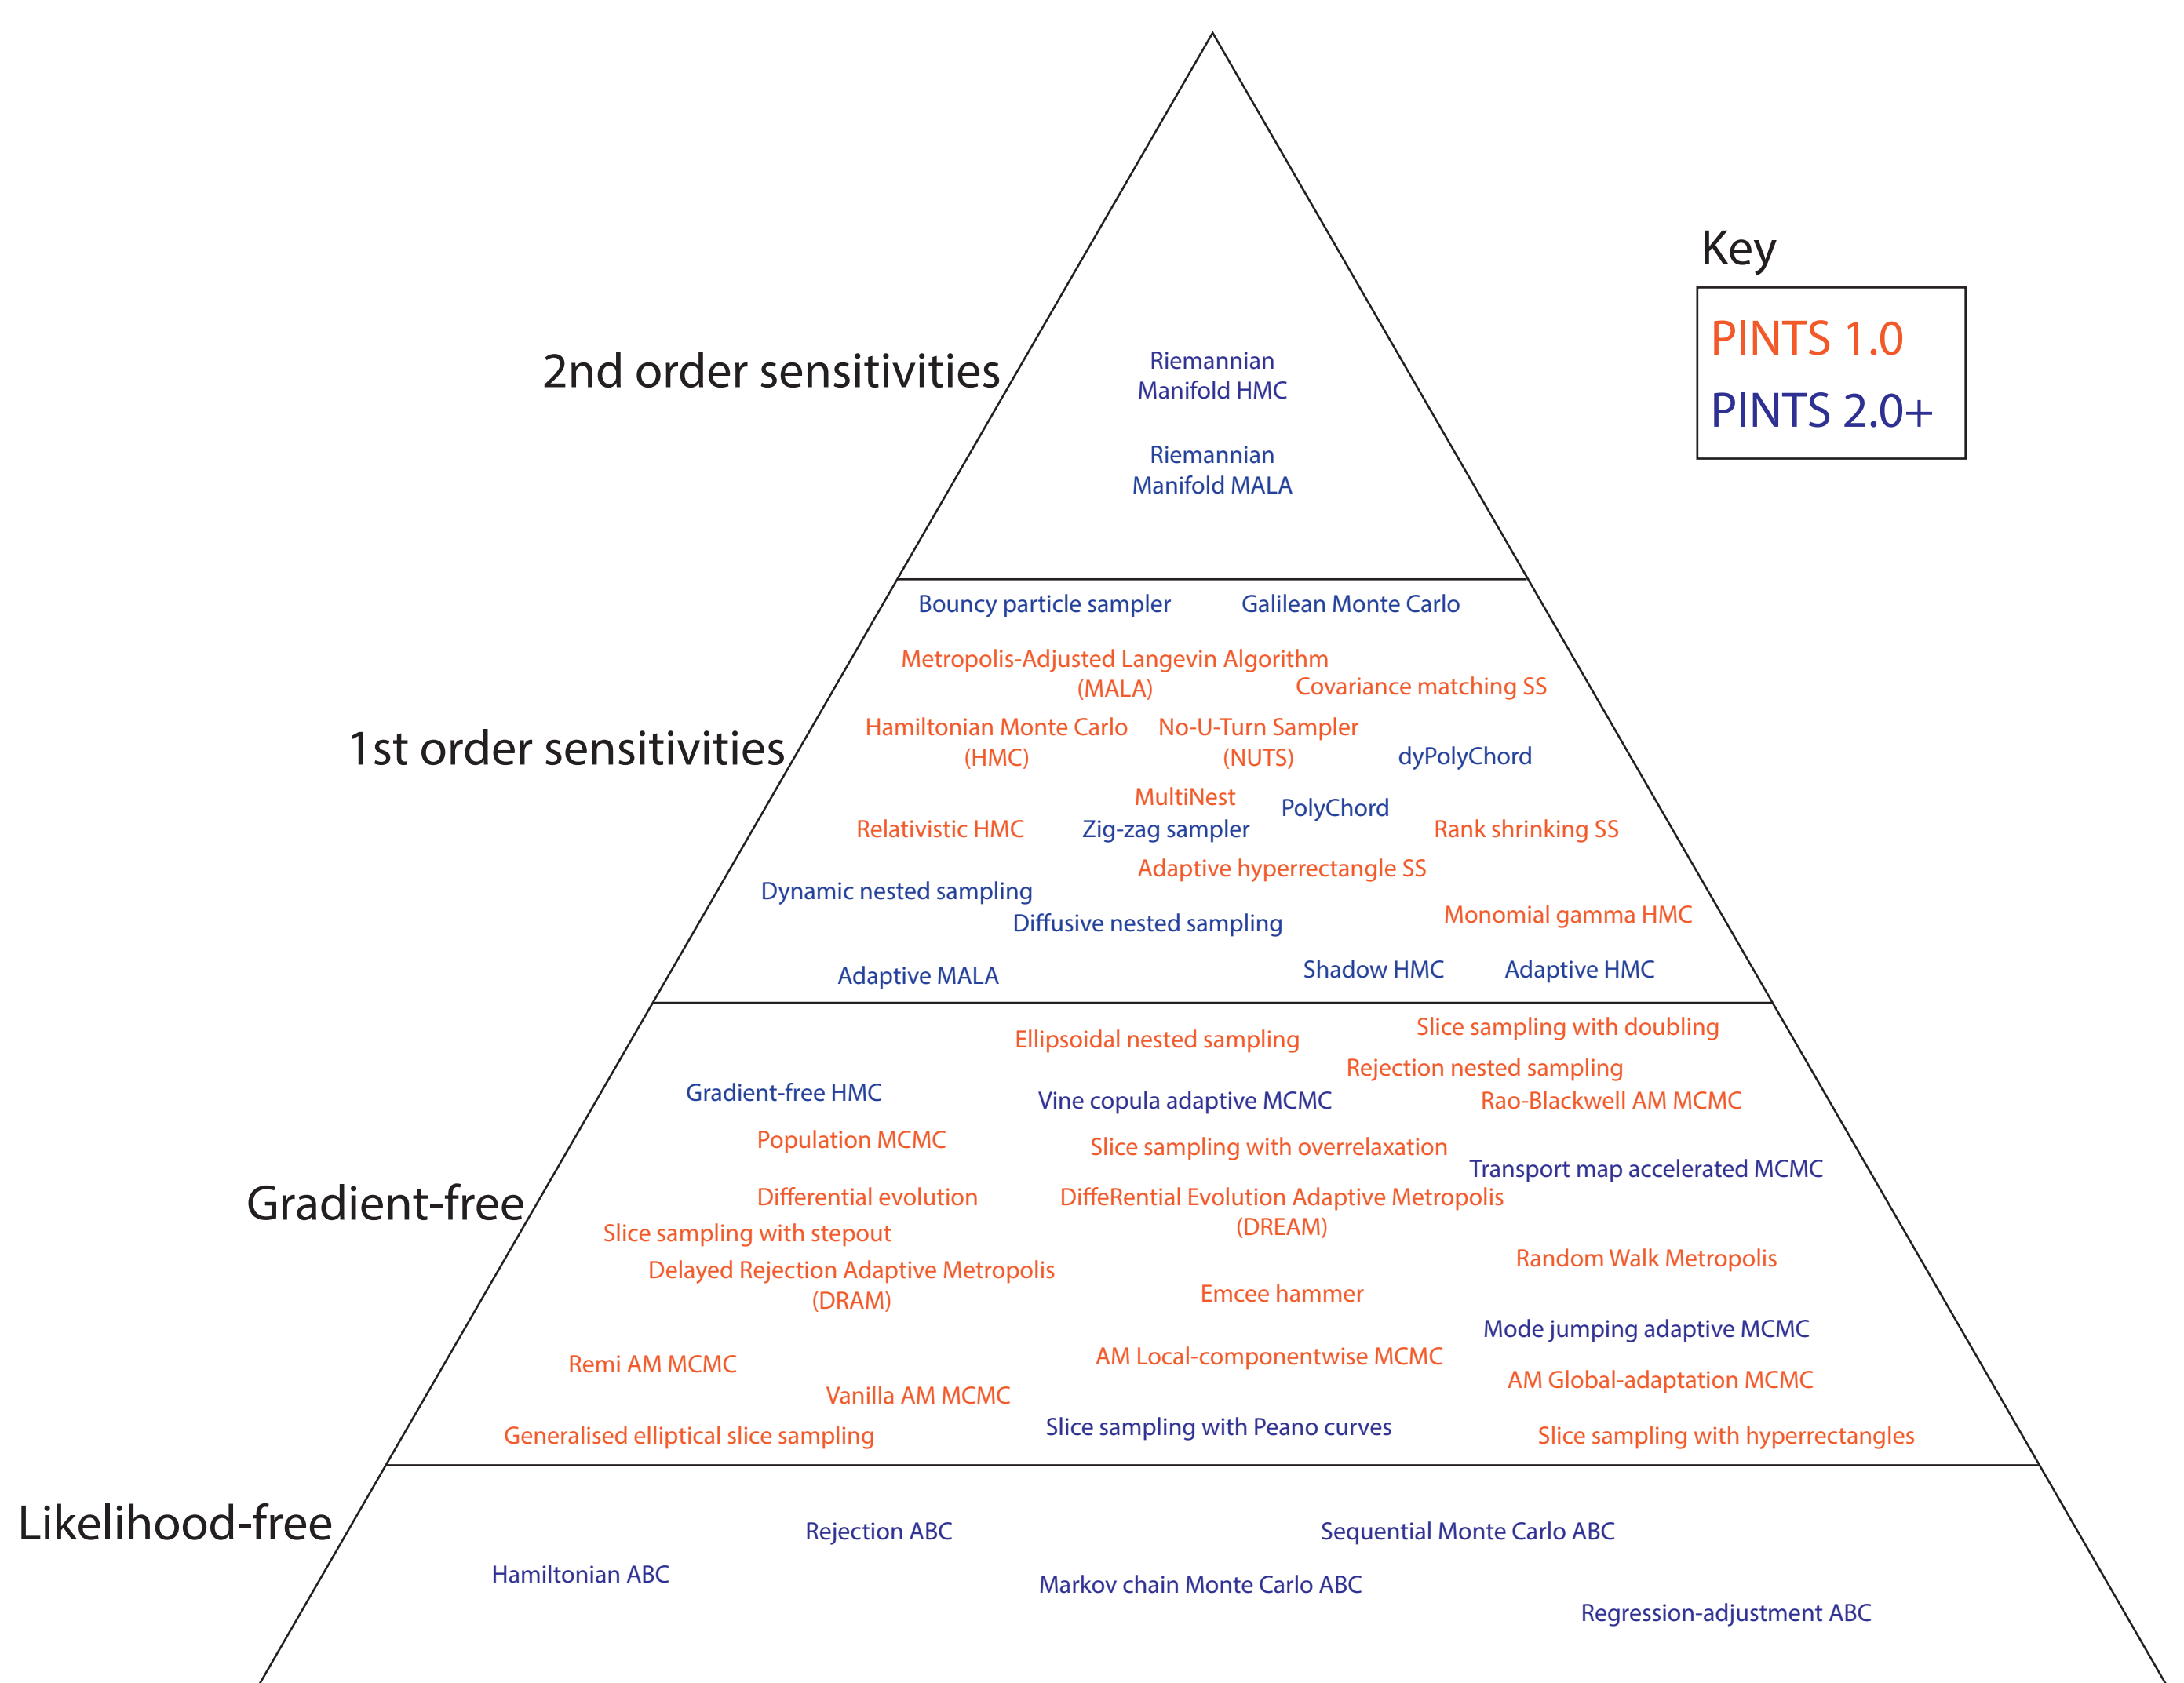 Key
PINTS 1.0
PINTS 2.0+
2nd order sensitivities
Riemannian
Manifold HMC
Riemannian
Manifold MALA
1st order sensitivities
Bouncy particle sampler
Galilean Monte Carlo
Metropolis-Adjusted Langevin Algorithm
(MALA)
Covariance matching SS
Hamiltonian Monte Carlo
(HMC)
No-U-Turn Sampler
(NUTS)
dyPolyChord
MultiNest
PolyChord
Relativistic HMC
Zig-zag sampler
Rank shrinking SS
Adaptive hyperrectangle SS
Dynamic nested sampling
Diffusive nested sampling
Monomial gamma HMC
Adaptive MALA
Shadow HMC
Adaptive HMC
Gradient-free
Slice sampling with doubling
Ellipsoidal nested sampling
Rejection nested sampling
Gradient-free HMC
Vine copula adaptive MCMC
Rao-Blackwell AM MCMC
Population MCMC
Slice sampling with overrelaxation
Transport map accelerated MCMC
Differential evolution
DiffeRential Evolution Adaptive Metropolis
(DREAM)
Slice sampling with stepout
Random Walk Metropolis
Delayed Rejection Adaptive Metropolis
(DRAM)
Emcee hammer
Mode jumping adaptive MCMC
Remi AM MCMC
AM Local-componentwise MCMC
AM Global-adaptation MCMC
Vanilla AM MCMC
Slice sampling with Peano curves
Generalised elliptical slice sampling
Slice sampling with hyperrectangles
Likelihood-free
Rejection ABC
Sequential Monte Carlo ABC
Hamiltonian ABC
Markov chain Monte Carlo ABC
Regression-adjustment ABC